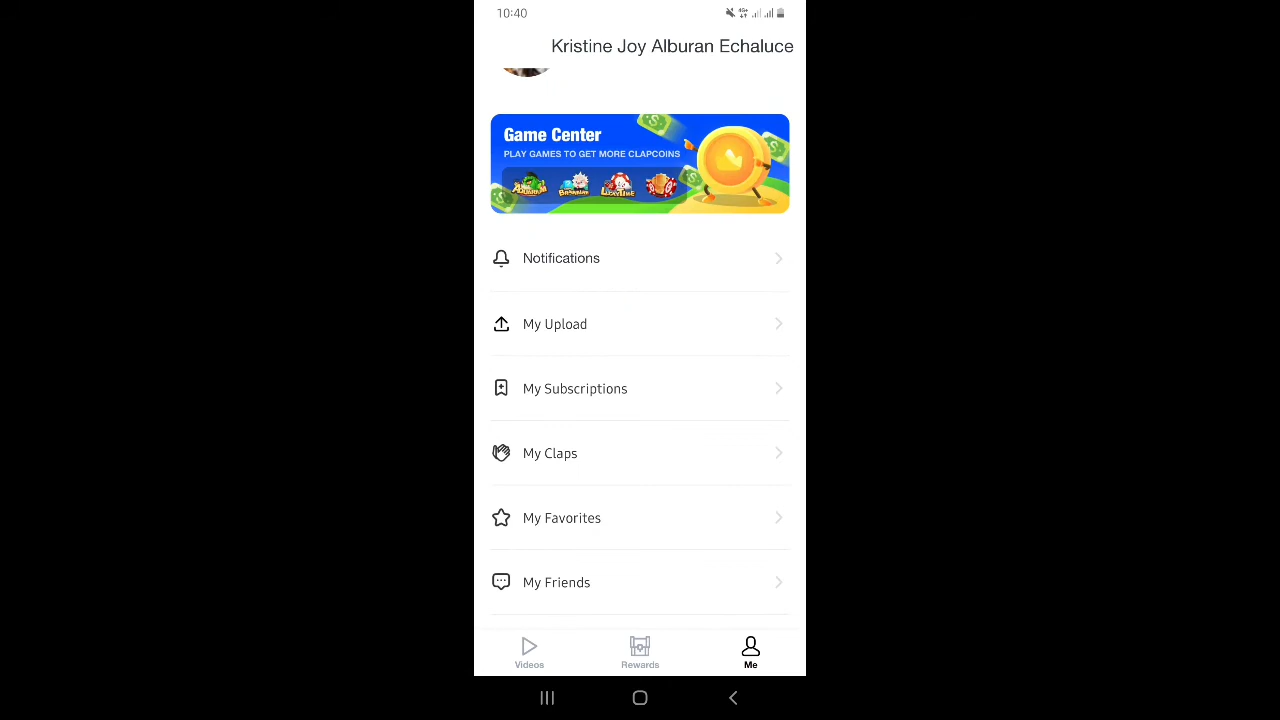 10:40
4G+
Kristine Joy Alburan Echaluce
Game Center
PLAY GAMES TO GET MORE CLAPCOINS
Notifications
My Upload
My Subscriptions
My Claps
My Favorites
My Friends
Videos
Rewards
Me